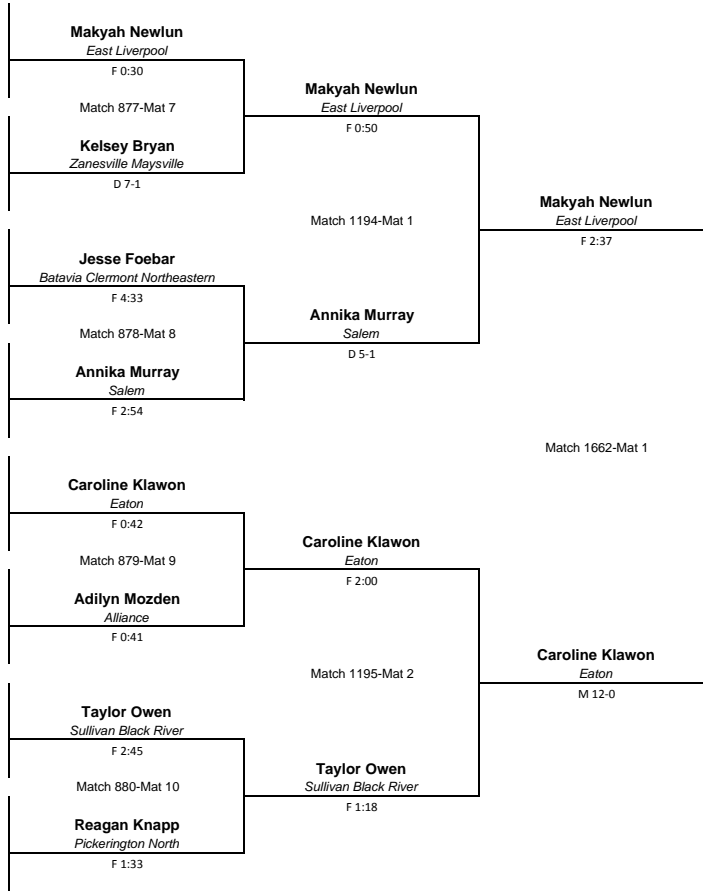 Makyah Newlun
East Liverpool
F 0:30
Match 877-Mat 7
Kelsey Bryan
Zanesville Maysville
D 7-1
Jesse Foebar
Batavia Clermont Northeastern
F 4:33
Match 878-Mat 8
Annika Murray
Salem
F 2:54
Caroline Klawon
Eaton
F 0:42
Match 879-Mat 9
Adilyn Mozden
Alliance
F 0:41
Taylor Owen
Sullivan Black River
F 2:45
Match 880-Mat 10
Reagan Knapp
Pickerington North
F 1:33
Makyah Newlun
East Liverpool
F 0:50
Match 1194-Mat 1
Annika Murray
Salem
D 5-1
Caroline Klawon
Eaton
F 2:00
Match 1195-Mat 2
Taylor Owen
Sullivan Black River
F 1:18
Makyah Newlun
East Liverpool
F 2:37
Match 1662-Mat 1
Caroline Klawon
Eaton
M 12-0